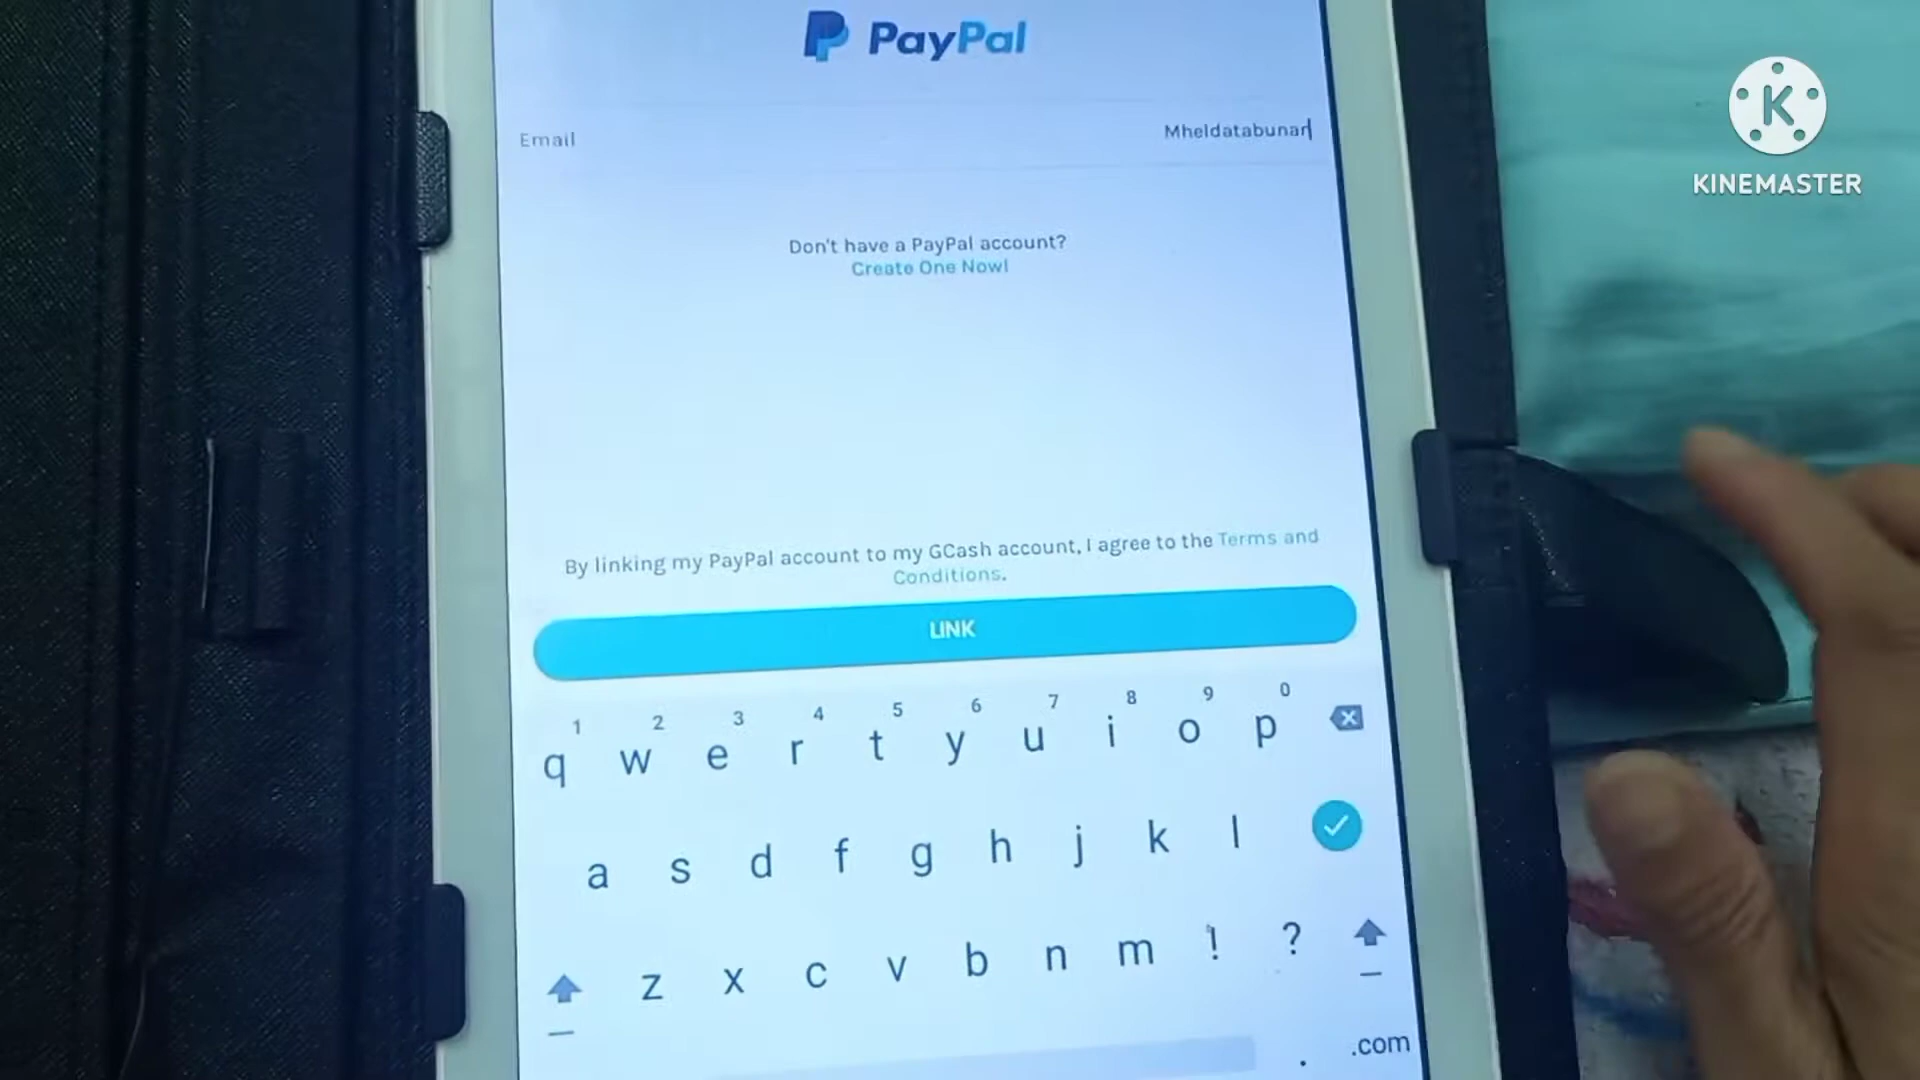 PayPal
Email
Mheldatabunar
Don't have a PayPal account?
Create One Now!
By linking my PayPal account to my GCash account, I agree to the Terms and
Conditions.
LINK
1 2 3 4 5 6 7 8 9 0
q w e r t y u i o p
a s d f g h j k l
z x c v b n m ! ?
. .com
K
KINEMASTER